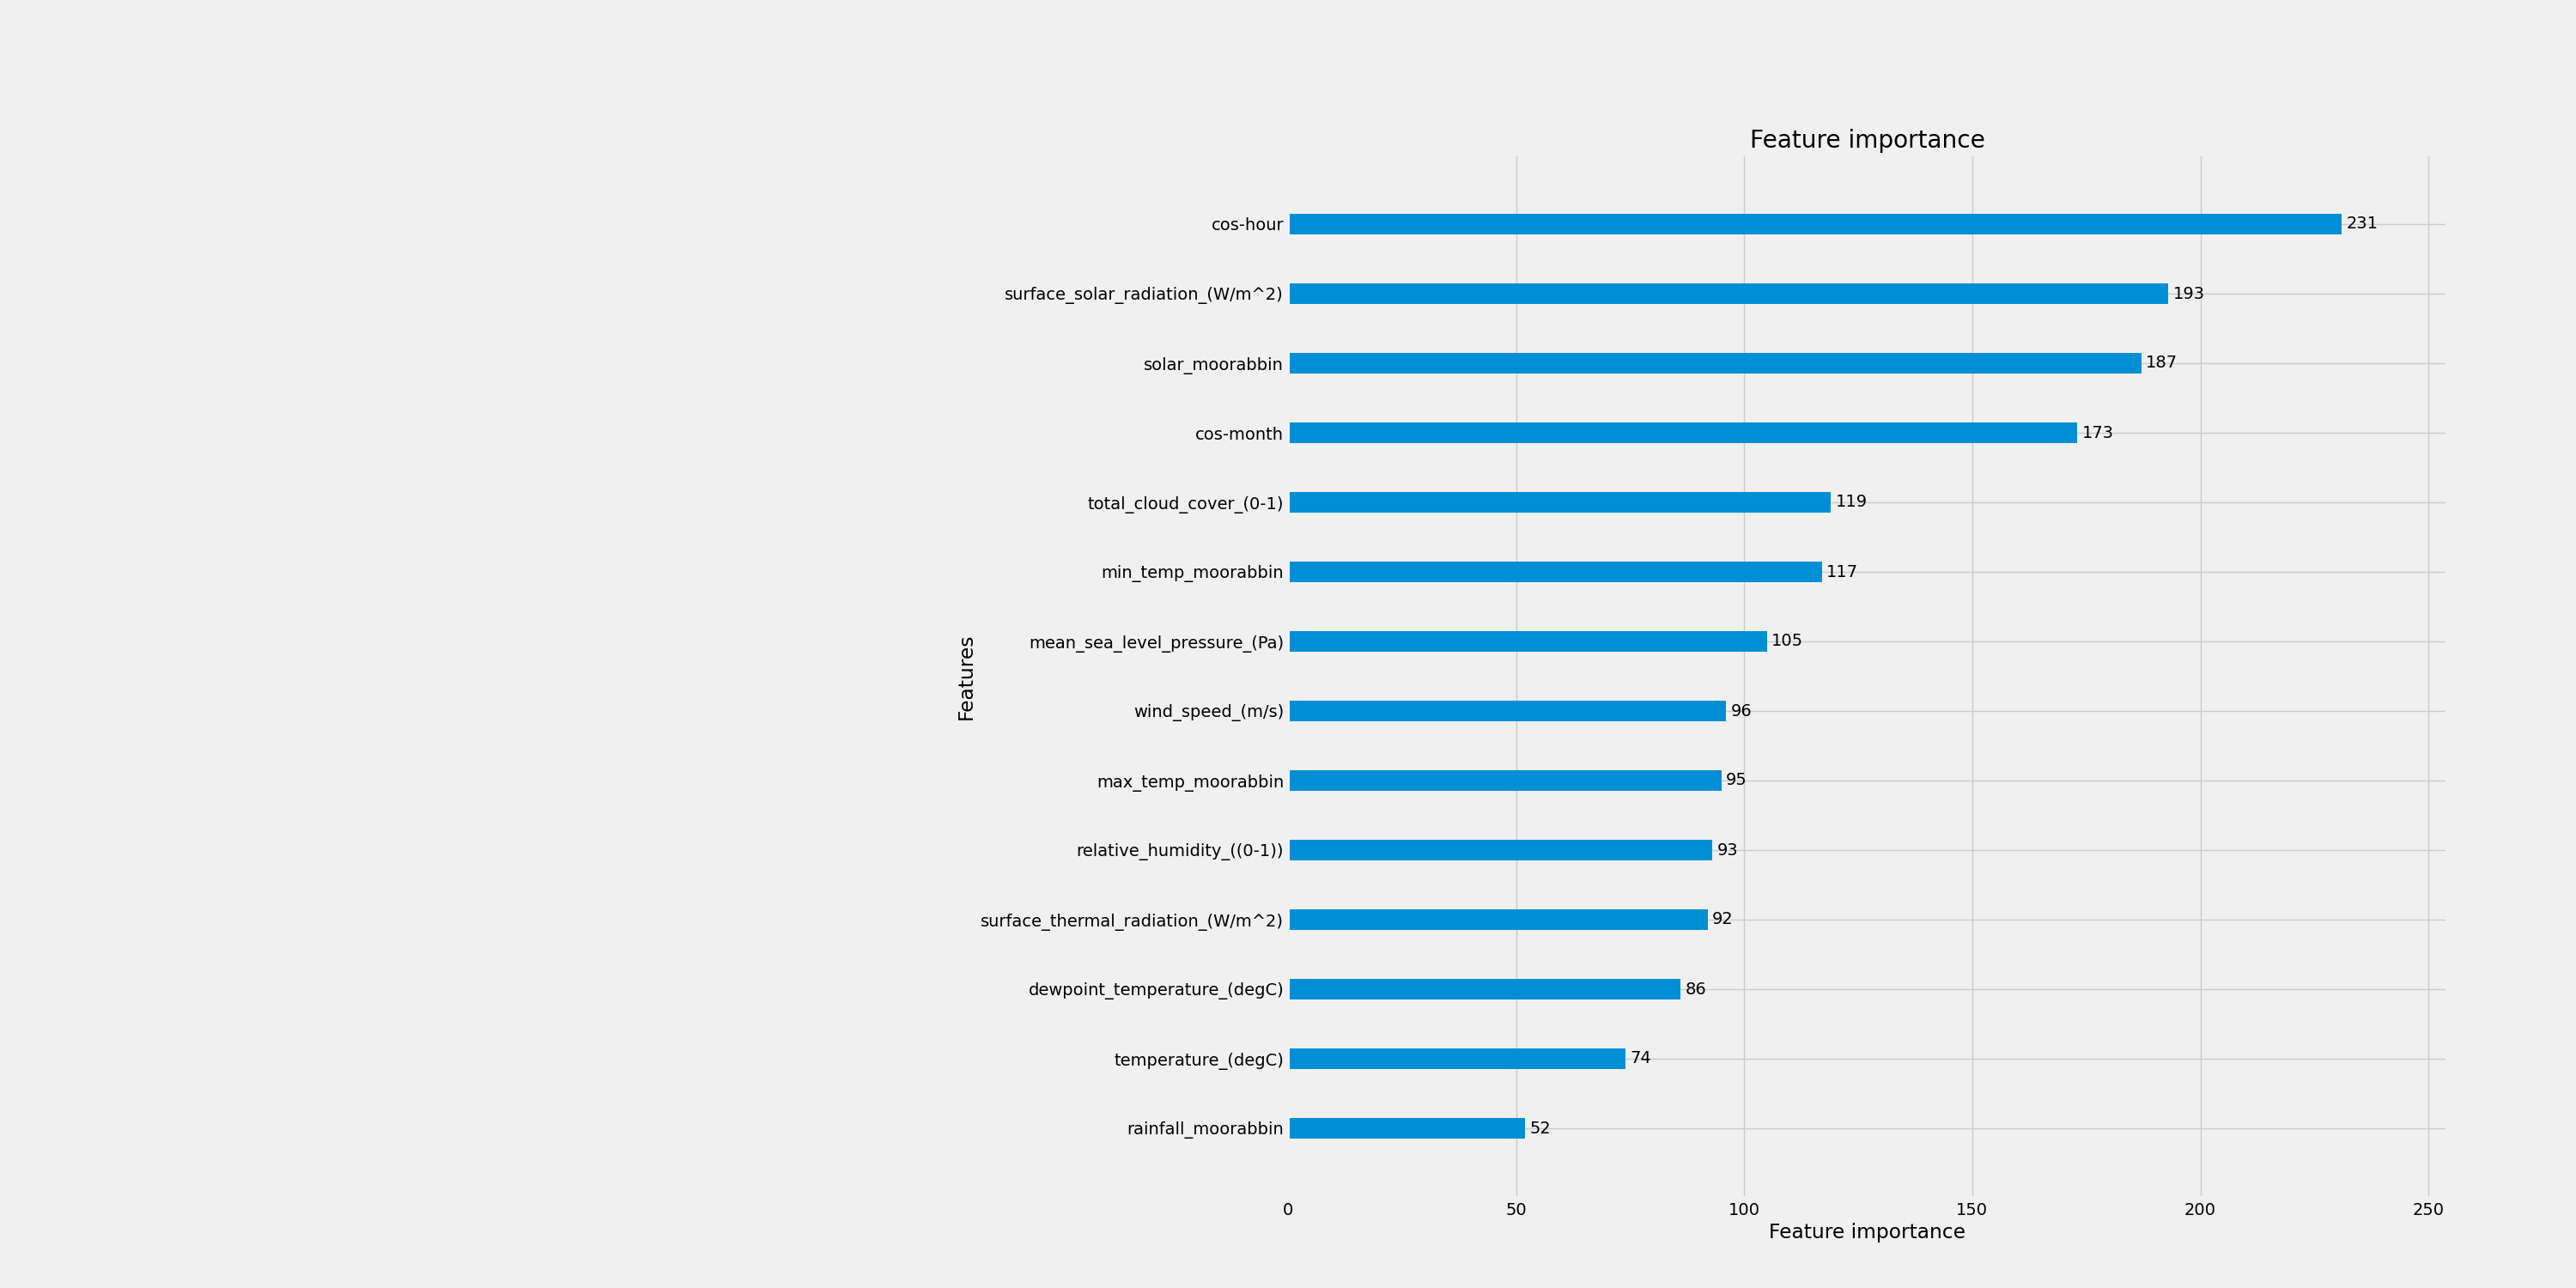 Feature importance
cos-hour 231
surface_solar_radiation_(W/m^2) 193
solar_moorabbin 187
cos-month 173
total_cloud_cover_(0-1) 119
min_temp_moorabbin 117
mean_sea_level_pressure_(Pa) 105
wind_speed_(m/s) 96
max_temp_moorabbin 95
relative_humidity_((0-1)) 93
surface_thermal_radiation_(W/m^2) 92
dewpoint_temperature_(degC) 86
temperature_(degC) 74
rainfall_moorabbin 52
Features
0 50 100 150 200 250
Feature importance